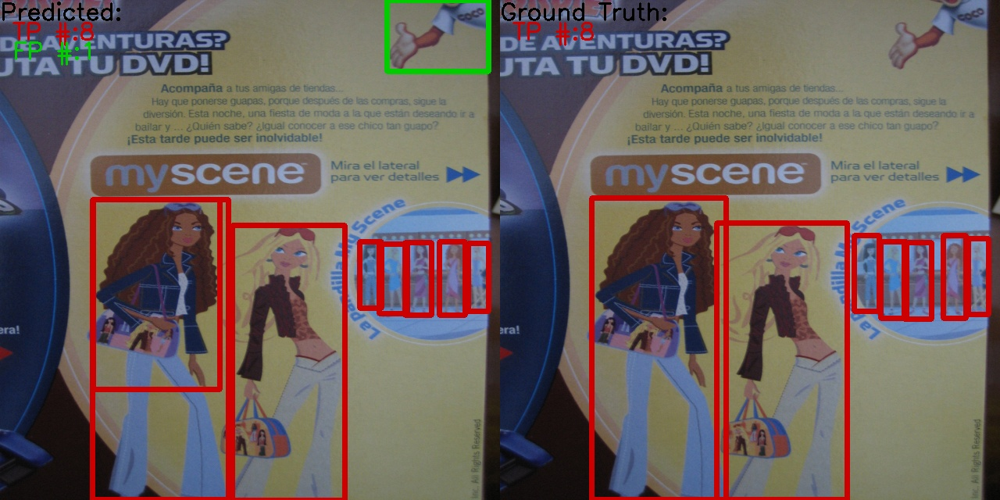 Predicted:
TP #:8
FP #:1
COCO
DE AVENTURAS?
UTA TU DVD!
Acompaña a tus amigas de tiendas...
Hay que ponerse guapas, porque después de las compras, sigue la
diversión. Esta noche, una fiesta de moda a la que están deseando ir a
bailar y ... ¿Quién sabe? ¿Igual conocer a ese chico tan guapo?
¡Esta tarde puede ser inolvidable!
myscene™
Mira el lateral
para ver detalles
La pandilla My Scene
era!
Inc. All Rights Reserved
Ground Truth:
TP #:8
COCO
DE AVENTURAS?
UTA TU DVD!
Acompaña a tus amigas de tiendas...
Hay que ponerse guapas, porque después de las compras, sigue la
diversión. Esta noche, una fiesta de moda a la que están deseando ir a
bailar y ... ¿Quién sabe? ¿Igual conocer a ese chico tan guapo?
¡Esta tarde puede ser inolvidable!
myscene™
Mira el lateral
para ver detalles
La pandilla My Scene
era!
Inc. All Rights Reserved